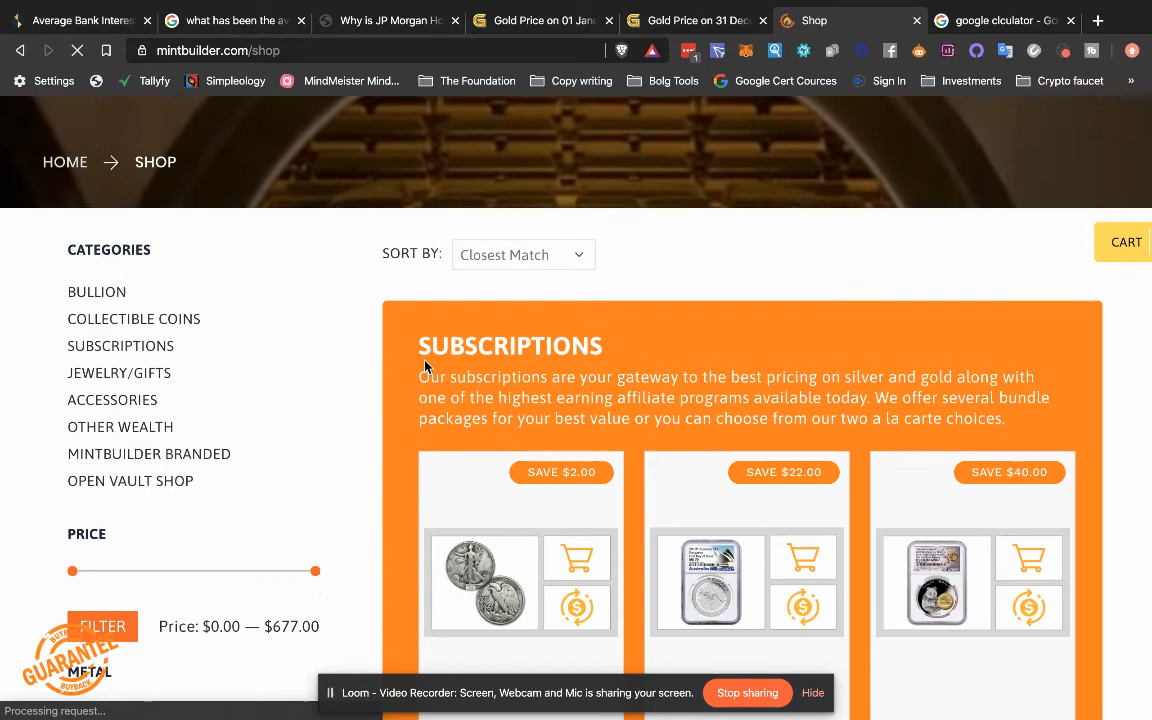 Average Bank Interes
what has been the av
Why is JP Morgan Ho
Gold Price on 01 Jan
Gold Price on 31 Dec
Shop
google clculator - Go
mintbuilder.com/shop
1
Settings
Tallyfy
Simpleology
MindMeister Mind...
The Foundation
Copy writing
Bolg Tools
Google Cert Cources
Sign In
Investments
Crypto faucet
»
HOME → SHOP
CART
CATEGORIES
BULLION
COLLECTIBLE COINS
SUBSCRIPTIONS
JEWELRY/GIFTS
ACCESSORIES
OTHER WEALTH
MINTBUILDER BRANDED
OPEN VAULT SHOP
PRICE
FILTER
Price: $0.00 — $677.00
METAL
GUARANTEE
BUYBACK
SORT BY: Closest Match
SUBSCRIPTIONS
Our subscriptions are your gateway to the best pricing on silver and gold along with
one of the highest earning affiliate programs available today. We offer several bundle
packages for your best value or you can choose from our two a la carte choices.
SAVE $2.00
SAVE $22.00
SAVE $40.00
Loom - Video Recorder: Screen, Webcam and Mic is sharing your screen.
Stop sharing
Hide
Processing request...